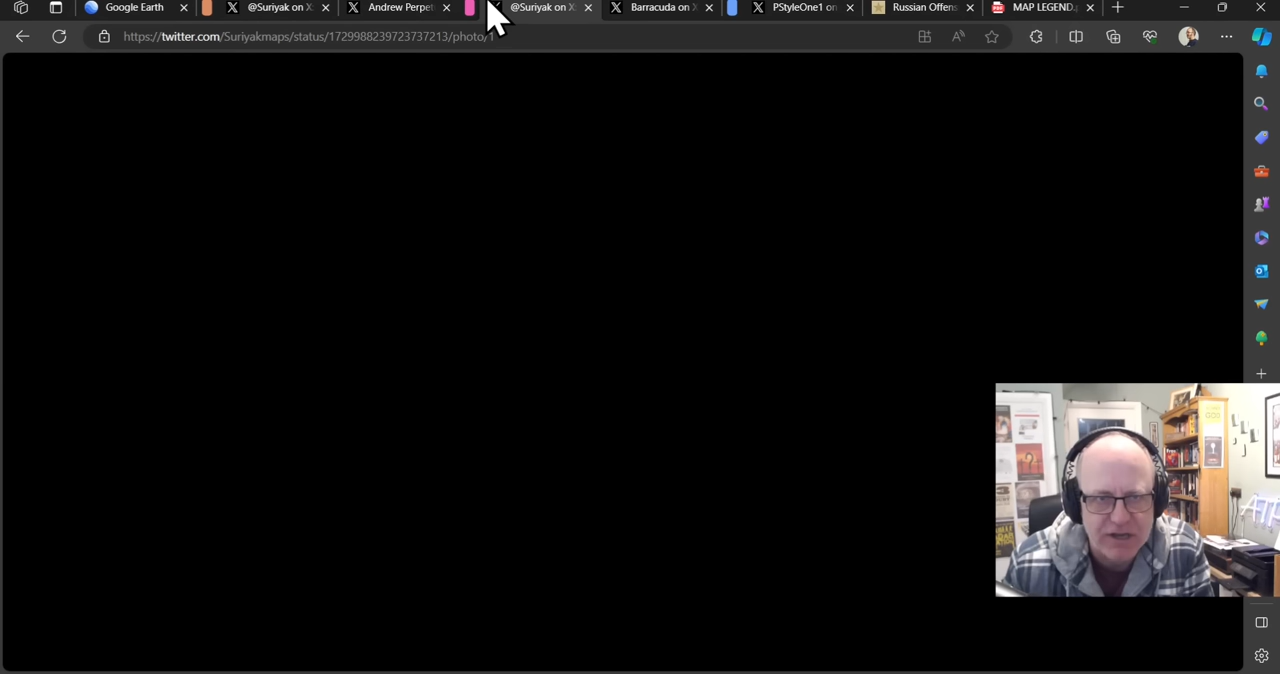 Google Earth
@Suriyak on X
Andrew Perpet
@Suriyak on X
Barracuda on X
PStyleOne1 on
Russian Offens
MAP LEGEND.p
https://twitter.com/Suriyakmaps/status/1729988239723737213/photo/1